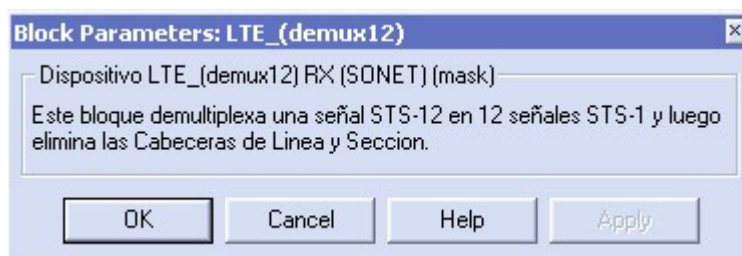 Block Parameters: LTE_(demux12)
Dispositivo LTE_(demux12) RX (SONET) (mask)
Este bloque demultiplexa una señal STS-12 en 12 señales STS-1 y luego
elimina las Cabeceras de Linea y Seccion.
OK Cancel Help Apply